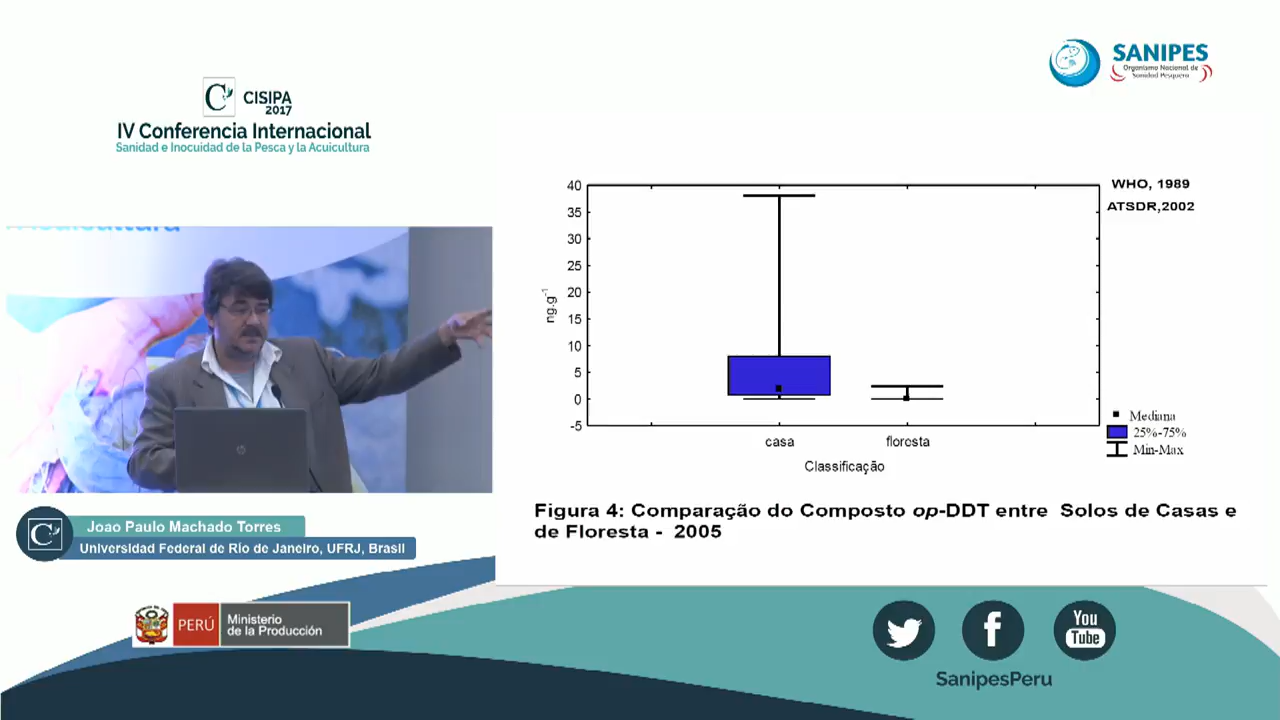 SANIPES
Organismo Nacional de
Sanidad Pesquera
CISIPA
2017
IV Conferencia Internacional
Sanidad e Inocuidad de la Pesca y la Acuicultura
WHO, 1989
ATSDR,2002
40
35
30
25
20
15
10
5
0
-5
ng.g-1
casa
floresta
Classificação
Mediana
25%-75%
Min-Max
Figura 4: Comparação do Composto op-DDT entre Solos de Casas e
de Floresta - 2005
Joao Paulo Machado Torres
Universidad Federal de Río de Janeiro, UFRJ, Brasil
PERÚ
Ministerio
de la Producción
You
Tube
SanipesPeru